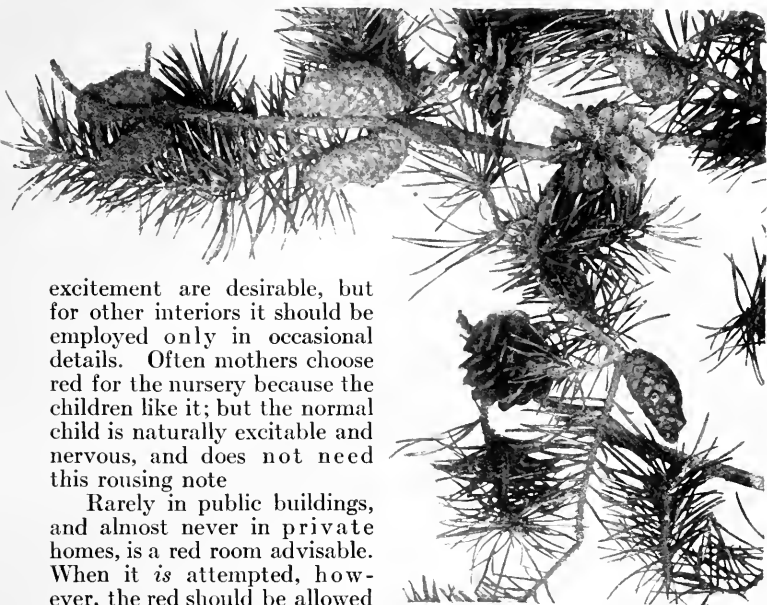 excitement are desirable, but
for other interiors it should be
employed only in occasional
details. Often mothers choose
red for the nursery because the
children like it; but the normal
child is naturally excitable and
nervous, and does not need
this rousing note
Rarely in public buildings,
and almost never in private
homes, is a red room advisable.
When it is attempted, how-
ever, the red should be allowed